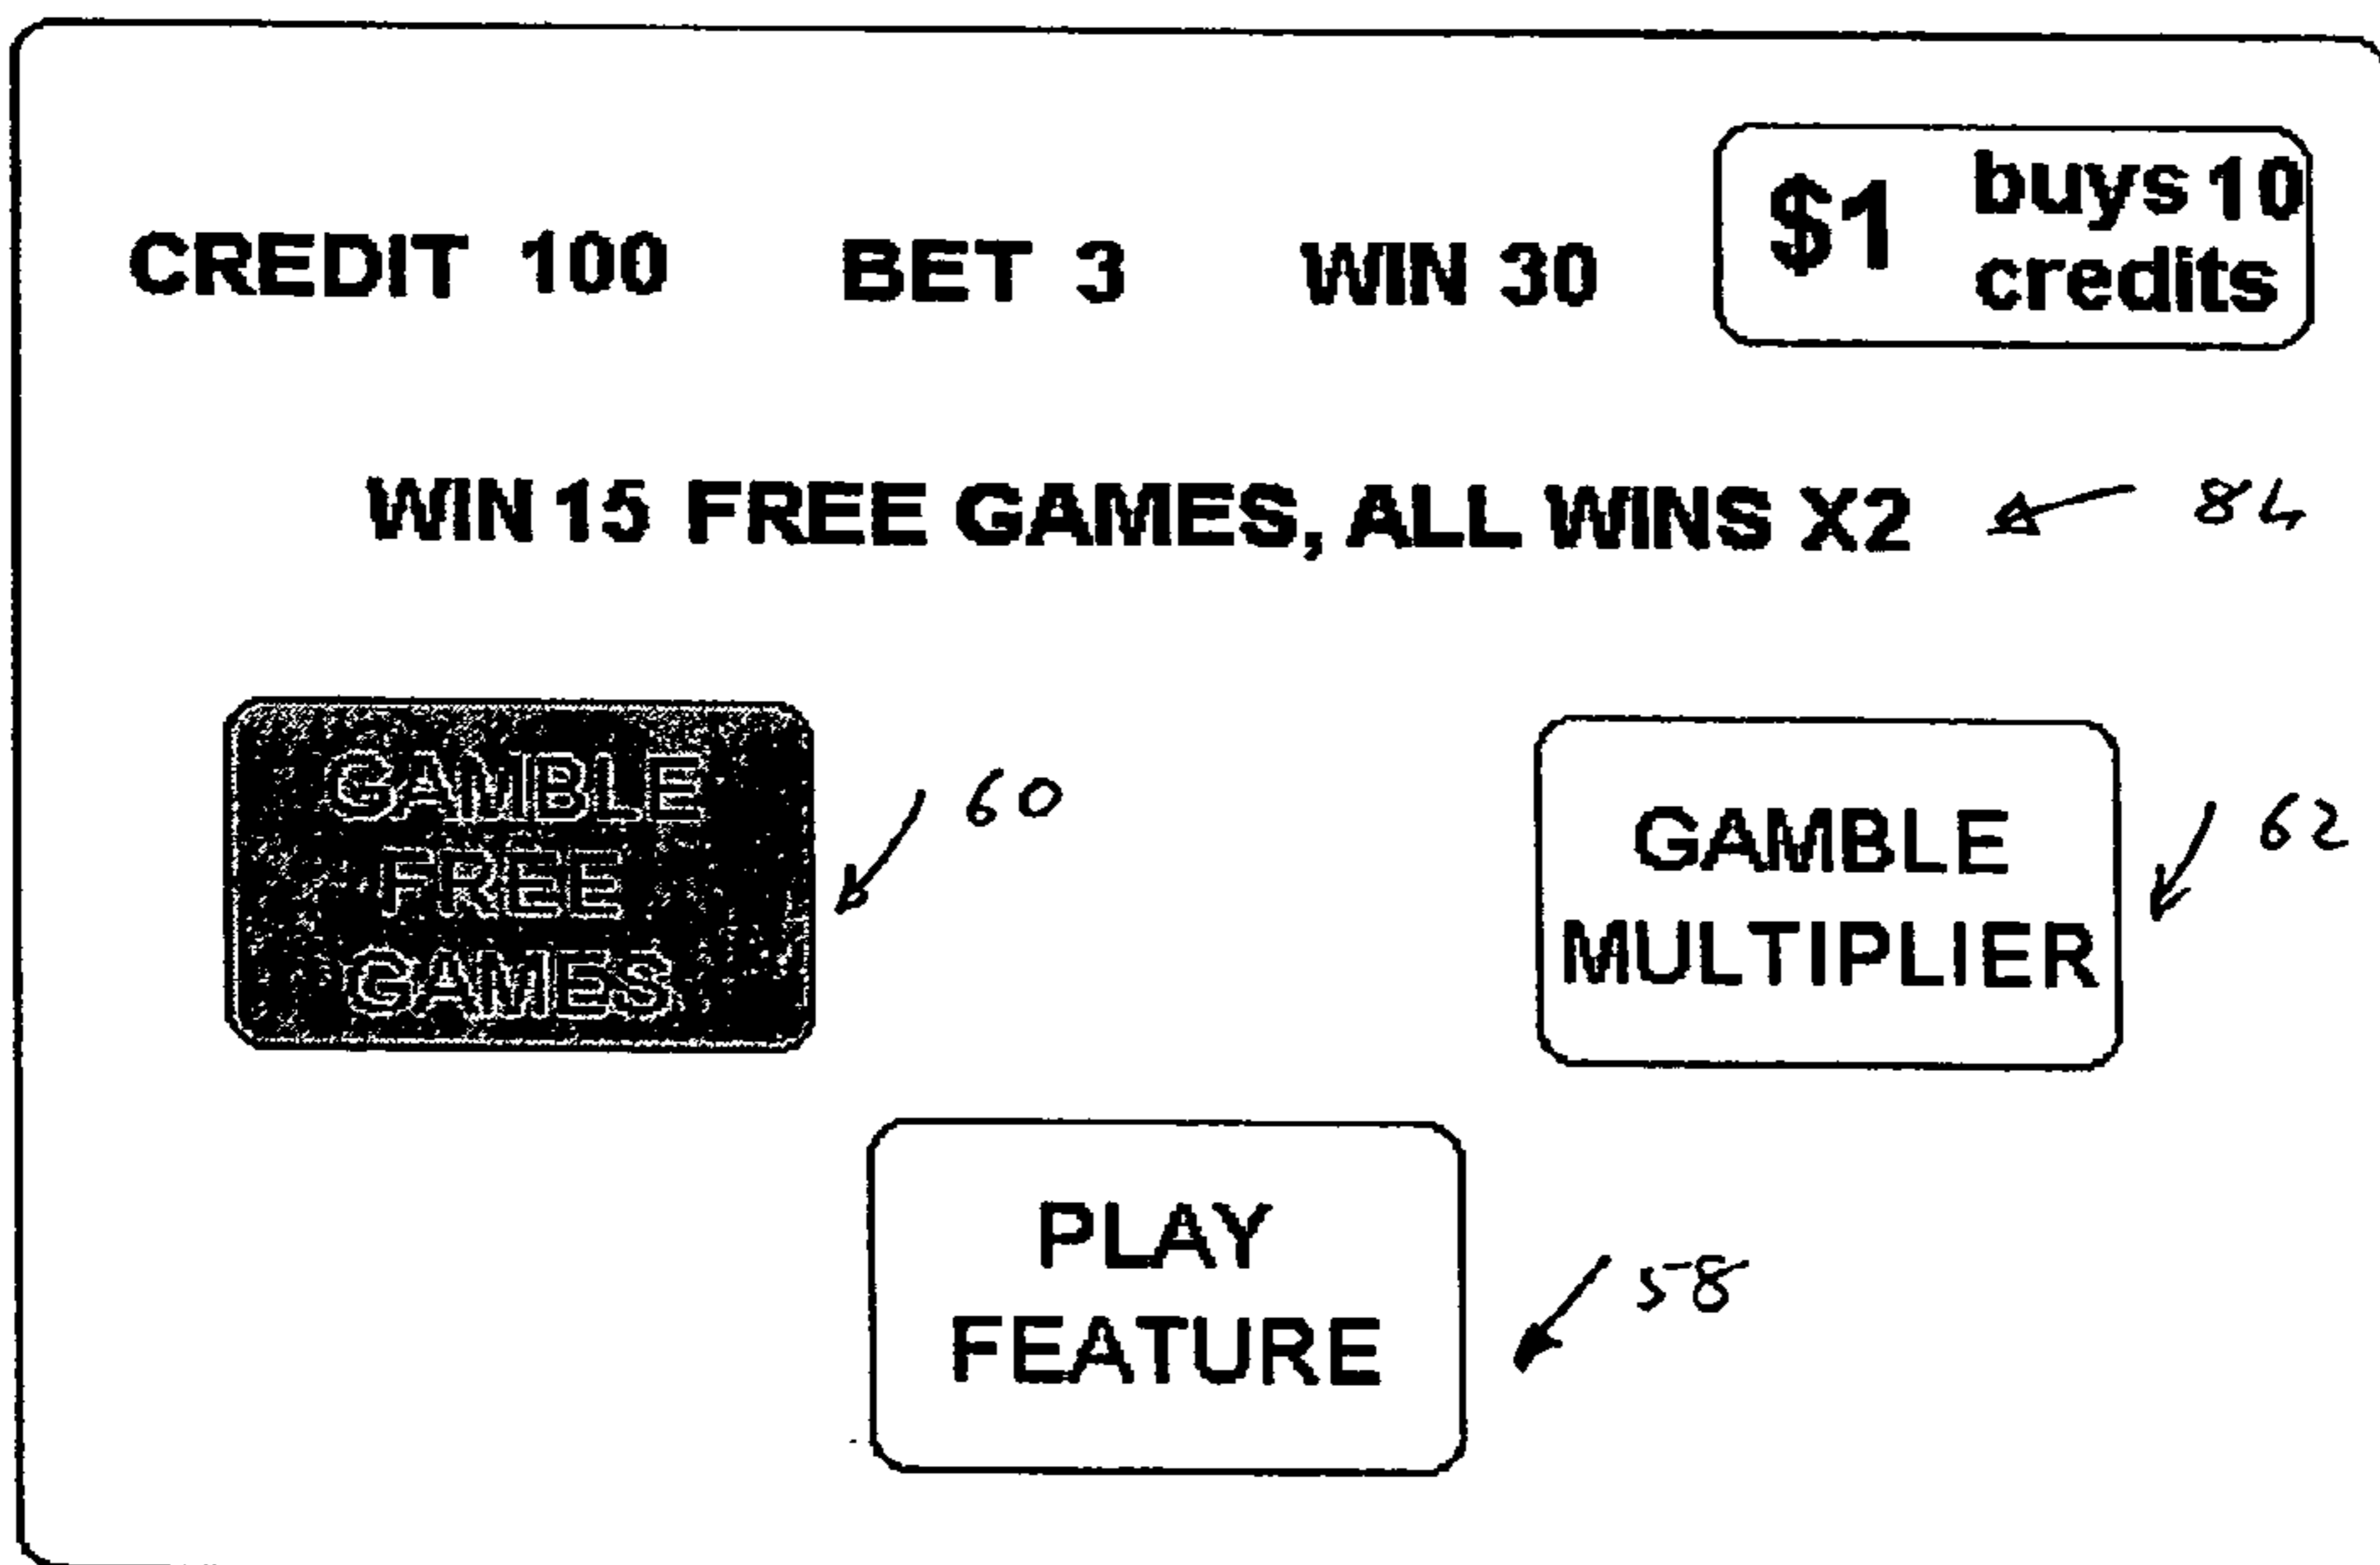 $1 buys 10
credits
CREDIT 100 BET 3 WIN 30
WIN 15 FREE GAMES, ALL WINS X2 84
GAMBLE
FREE
GAMES
60
GAMBLE
MULTIPLIER
62
PLAY
FEATURE
58